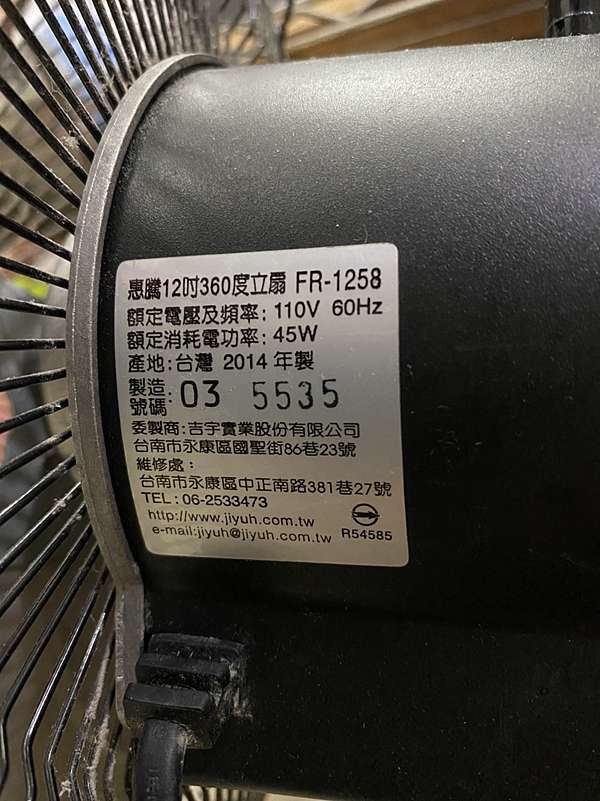 惠騰12吋360度立扇 FR-1258
額定電壓及頻率: 110V 60Hz
額定消耗電功率: 45W
產地: 台灣 2014 年製
製造號碼: 03 5535
委製商: 吉宇實業股份有限公司
台南市永康區國聖街86巷23號
維修處:
台南市永康區中正南路381巷27號
TEL: 06-2533473
http://www.jiyuh.com.tw
e-mail:jiyuh@jiyuh.com.tw
R54585